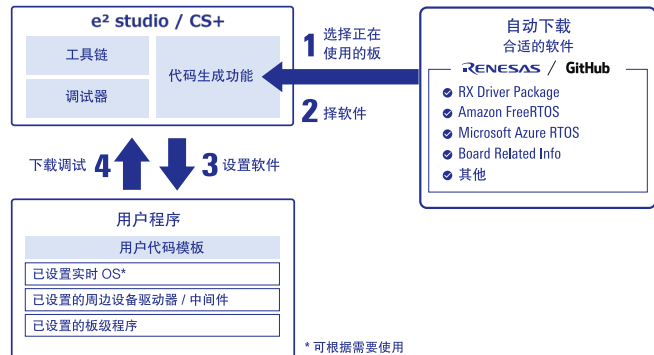 e² studio / CS+
工具链
调试器
代码生成功能
1 选择正在
使用的板
2 择软件
自动下载
合适的软件
RENESAS / GitHub
RX Driver Package
Amazon FreeRTOS
Microsoft Azure RTOS
Board Related Info
其他
下载调试 4
3 设置软件
用户程序
用户代码模板
已设置实时 OS*
已设置的周边设备驱动器 / 中间件
已设置的板级程序
* 可根据需要使用